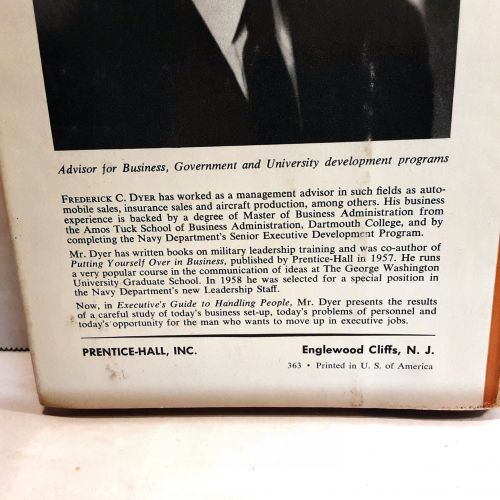 Advisor for Business, Government and University development programs
FREDERICK C. DYER has worked as a management advisor in such fields as auto-
mobile sales, insurance sales and aircraft production, among others. His business
experience is backed by a degree of Master of Business Administration from
the Amos Tuck School of Business Administration, Dartmouth College, and by
completing the Navy Department's Senior Executive Development Program.
Mr. Dyer has written books on military leadership training and was co-author of
Putting Yourself Over in Business, published by Prentice-Hall in 1957. He runs
a very popular course in the communication of ideas at The George Washington
University Graduate School. In 1958 he was selected for a special position in
the Navy Department's new Leadership Staff.
Now, in Executive's Guide to Handling People, Mr. Dyer presents the results
of a careful study of today's business set-up, today's problems of personnel and
today's opportunity for the man who wants to move up in executive jobs.
PRENTICE-HALL, INC. Englewood Cliffs, N. J.
363 • Printed in U. S. of America